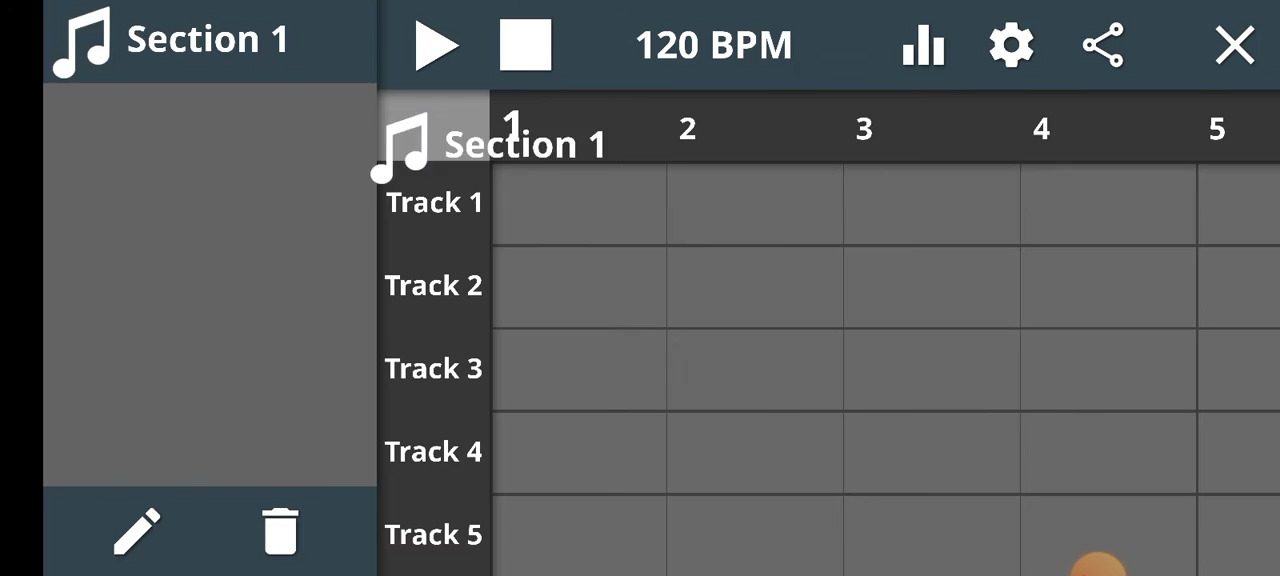 Section 1
120 BPM
1 2 3 4 5
Section 1
Track 1
Track 2
Track 3
Track 4
Track 5